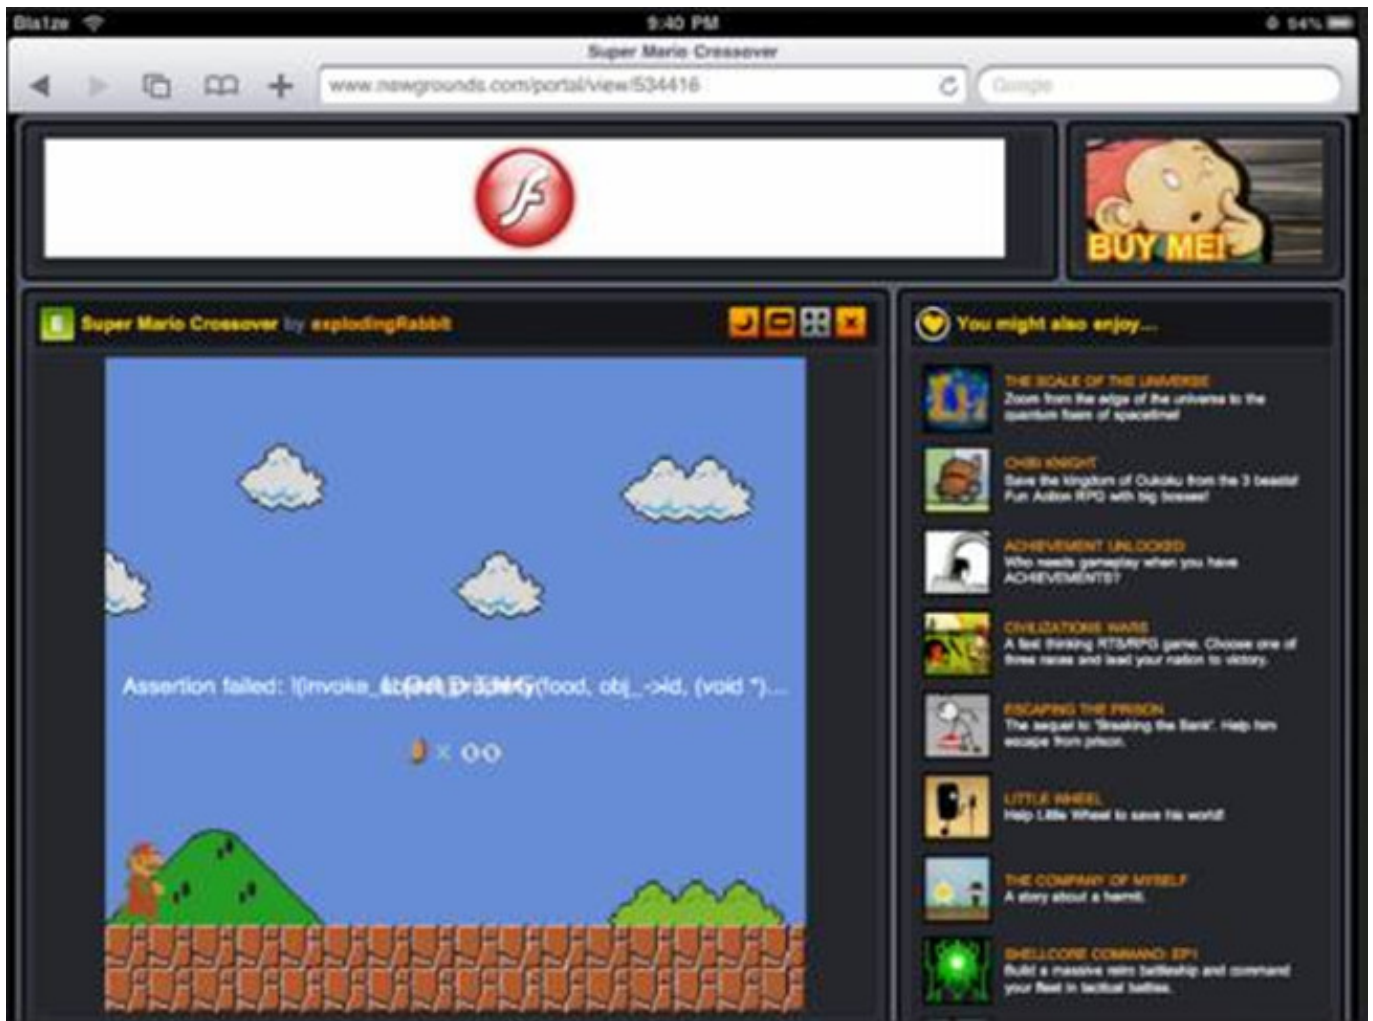 Bla1ze
9:40 PM
94%
Super Mario Crossover
www.newgrounds.com/portal/view/534416
Google
BUY ME!
Super Mario Crossover by explodingRabbit
You might also enjoy...
THE SCALE OF THE UNIVERSE
Zoom from the edge of the universe to the
quantum foam of spacetime!
CHIBI KNIGHT
Save the kingdom of Oukoku from the 3 beasts!
Fun Action RPG with big bosses!
ACHIEVEMENT UNLOCKED
Who needs gameplay when you have
ACHIEVEMENTS?
CIVILIZATIONS WARS
A fast thinking RTS/RPG game. Choose one of
three races and lead your nation to victory.
Assertion failed: !(invoke_object_property(food, obj_->id, (void *)...
ESCAPING THE PRISON
The sequel to "Breaking the Bank". Help him
escape from prison.
x 00
LITTLE WHEEL
Help Little Wheel to save his world!
THE COMPANY OF MYSELF
A story about a hermit.
SHELLCORE COMMAND: EP1
Build a massive retro battleship and command
your fleet in tactical battles.